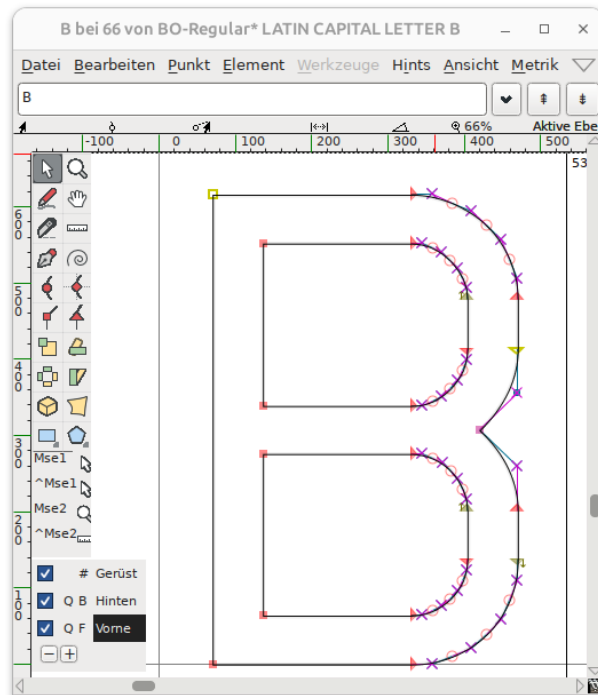 B bei 66 von BO-Regular* LATIN CAPITAL LETTER B
Datei Bearbeiten Punkt Element Werkzeuge Hints Ansicht Metrik
B
66% Aktive Ebe
-100 0 100 200 300 400 500
53
600
500
400
300
200
100
0
Mse1
^Mse1
Mse2
^Mse2
# Gerüst
Q B Hinten
Q F Vorne